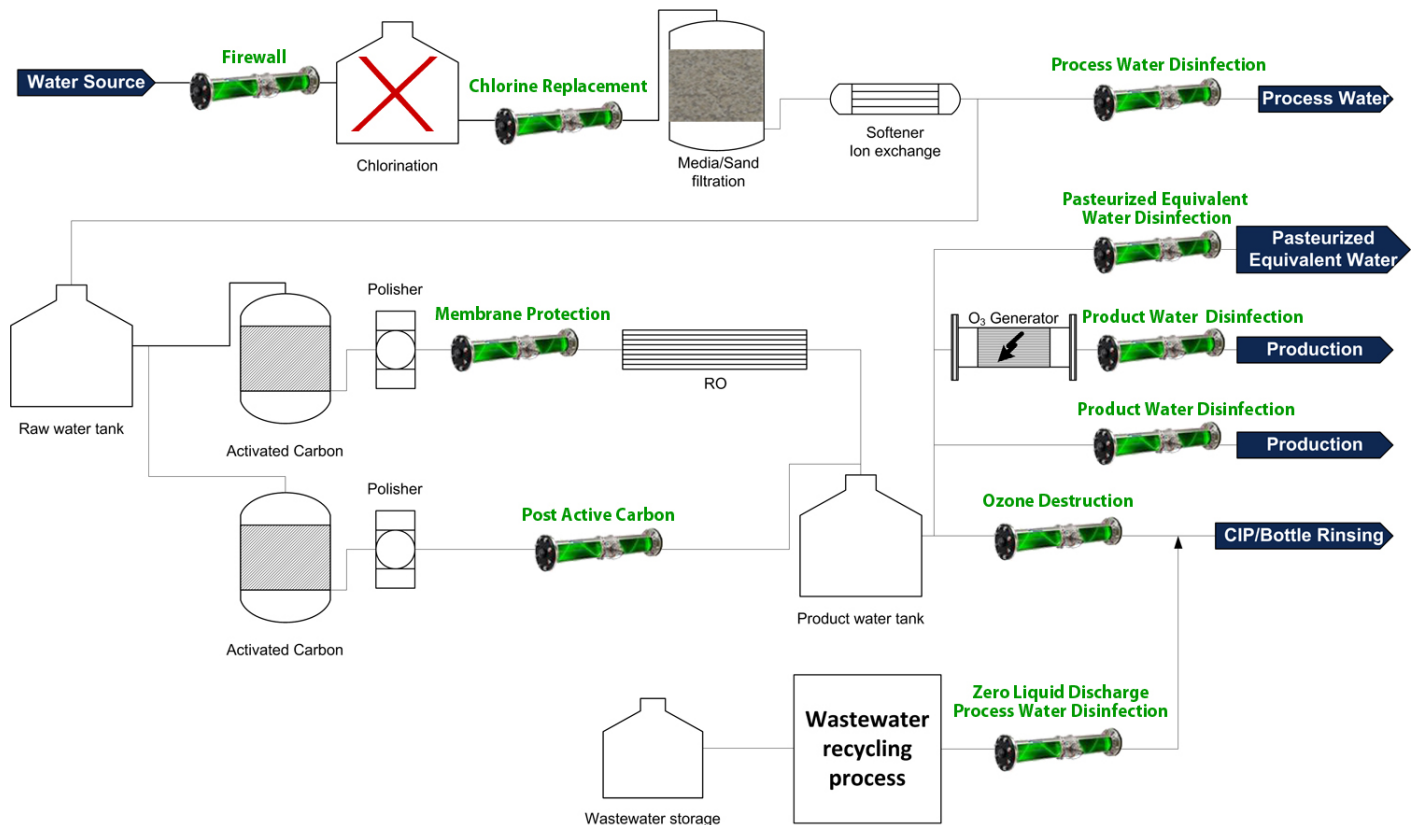 Firewall
Water Source
Chlorination
Chlorine Replacement
Media/Sand
filtration
Softener
Ion exchange
Process Water Disinfection
Process Water
Pasteurized Equivalent
Water Disinfection
Pasteurized
Equivalent Water
Raw water tank
Activated Carbon
Polisher
Membrane Protection
RO
O₃ Generator
Product Water Disinfection
Production
Product Water Disinfection
Production
Activated Carbon
Polisher
Post Active Carbon
Product water tank
Ozone Destruction
CIP/Bottle Rinsing
Wastewater storage
Wastewater
recycling
process
Zero Liquid Discharge
Process Water Disinfection